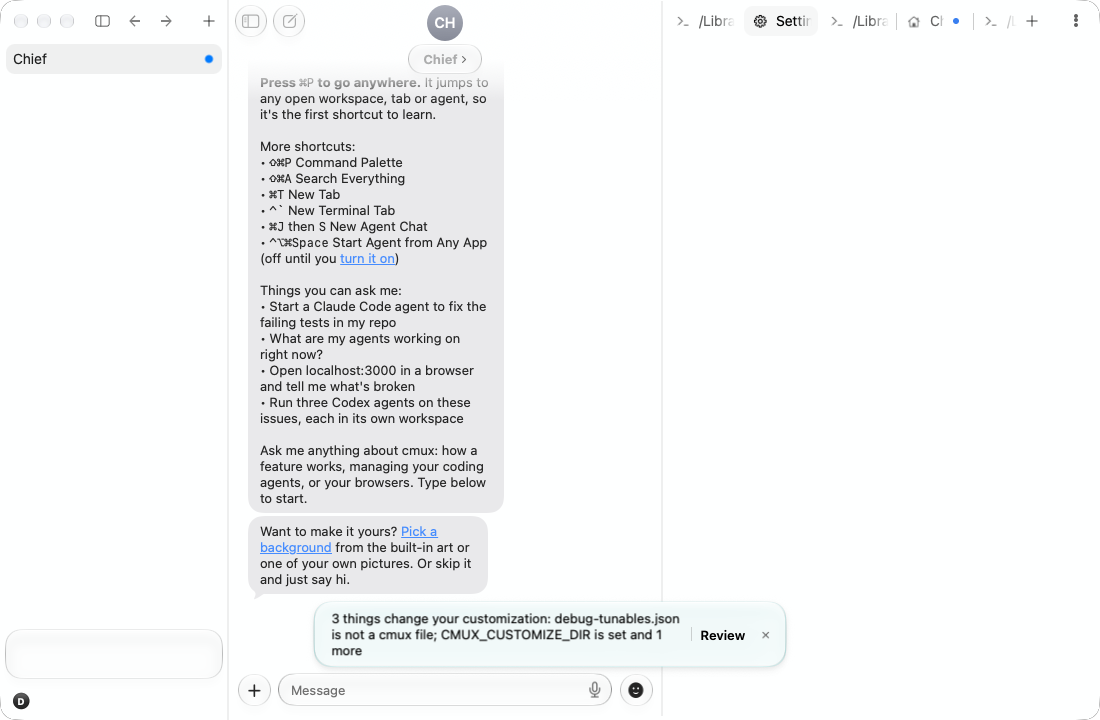 Chief
CH
Chief
Press ⌘P to go anywhere. It jumps to
any open workspace, tab or agent, so
it's the first shortcut to learn.
More shortcuts:
• ⇧⌘P Command Palette
• ⇧⌘A Search Everything
• ⌘T New Tab
• ^` New Terminal Tab
• ⌘J then S New Agent Chat
• ^⌥⌘Space Start Agent from Any App
(off until you turn it on)
Things you can ask me:
• Start a Claude Code agent to fix the
failing tests in my repo
• What are my agents working on
right now?
• Open localhost:3000 in a browser
and tell me what's broken
• Run three Codex agents on these
issues, each in its own workspace
Ask me anything about cmux: how a
feature works, managing your coding
agents, or your browsers. Type below
to start.
Want to make it yours? Pick a
background from the built-in art or
one of your own pictures. Or skip it
and just say hi.
3 things change your customization: debug-tunables.json
is not a cmux file; CMUX_CUSTOMIZE_DIR is set and 1
more
Review
Message
D
/Libra
Settin
/Libra
Ch